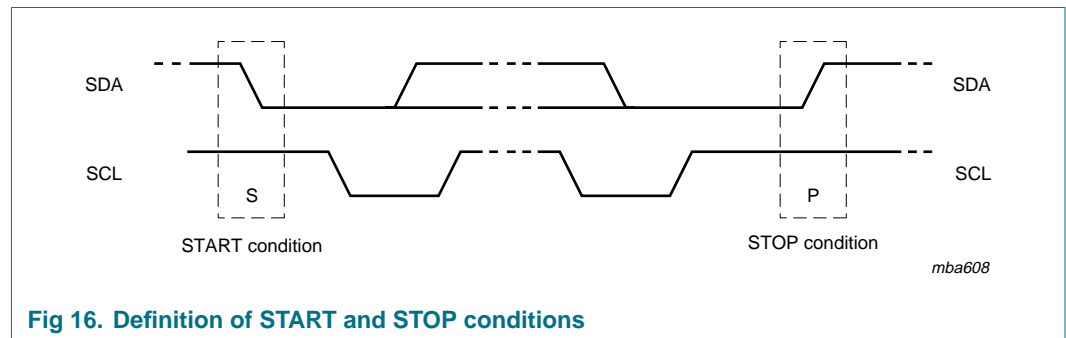 SDA
SDA
SCL
SCL
S
P
START condition
STOP condition
mba608
Fig 16. Definition of START and STOP conditions